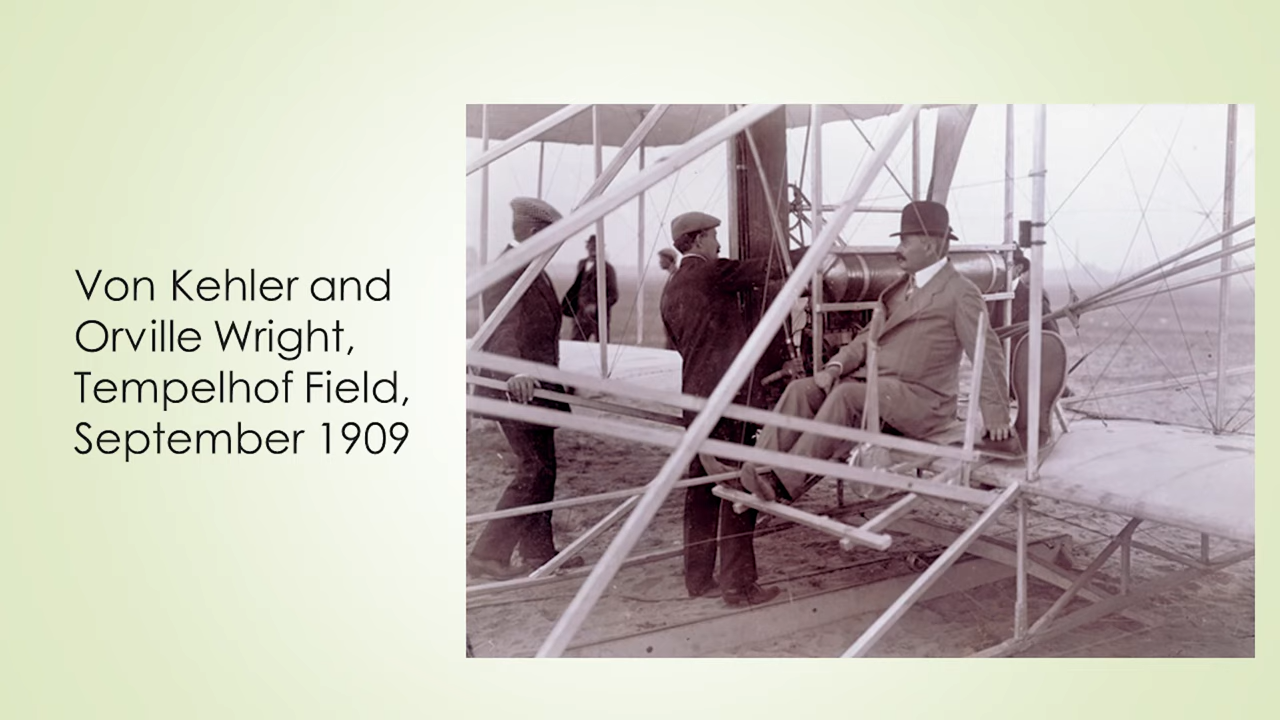 Von Kehler and
Orville Wright,
Tempelhof Field,
September 1909